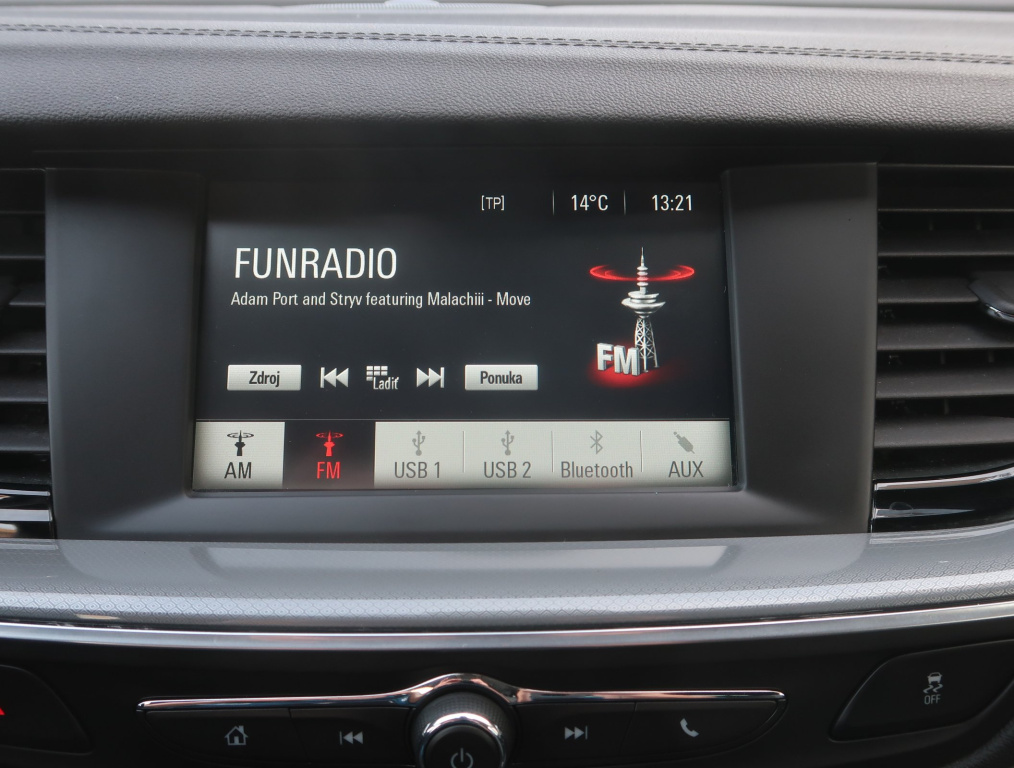 [TP] 14°C 13:21
FUNRADIO
Adam Port and Stryv featuring Malachiii - Move
FM
Zdroj Ladiť Ponuka
AM FM USB 1 USB 2 Bluetooth AUX
OFF